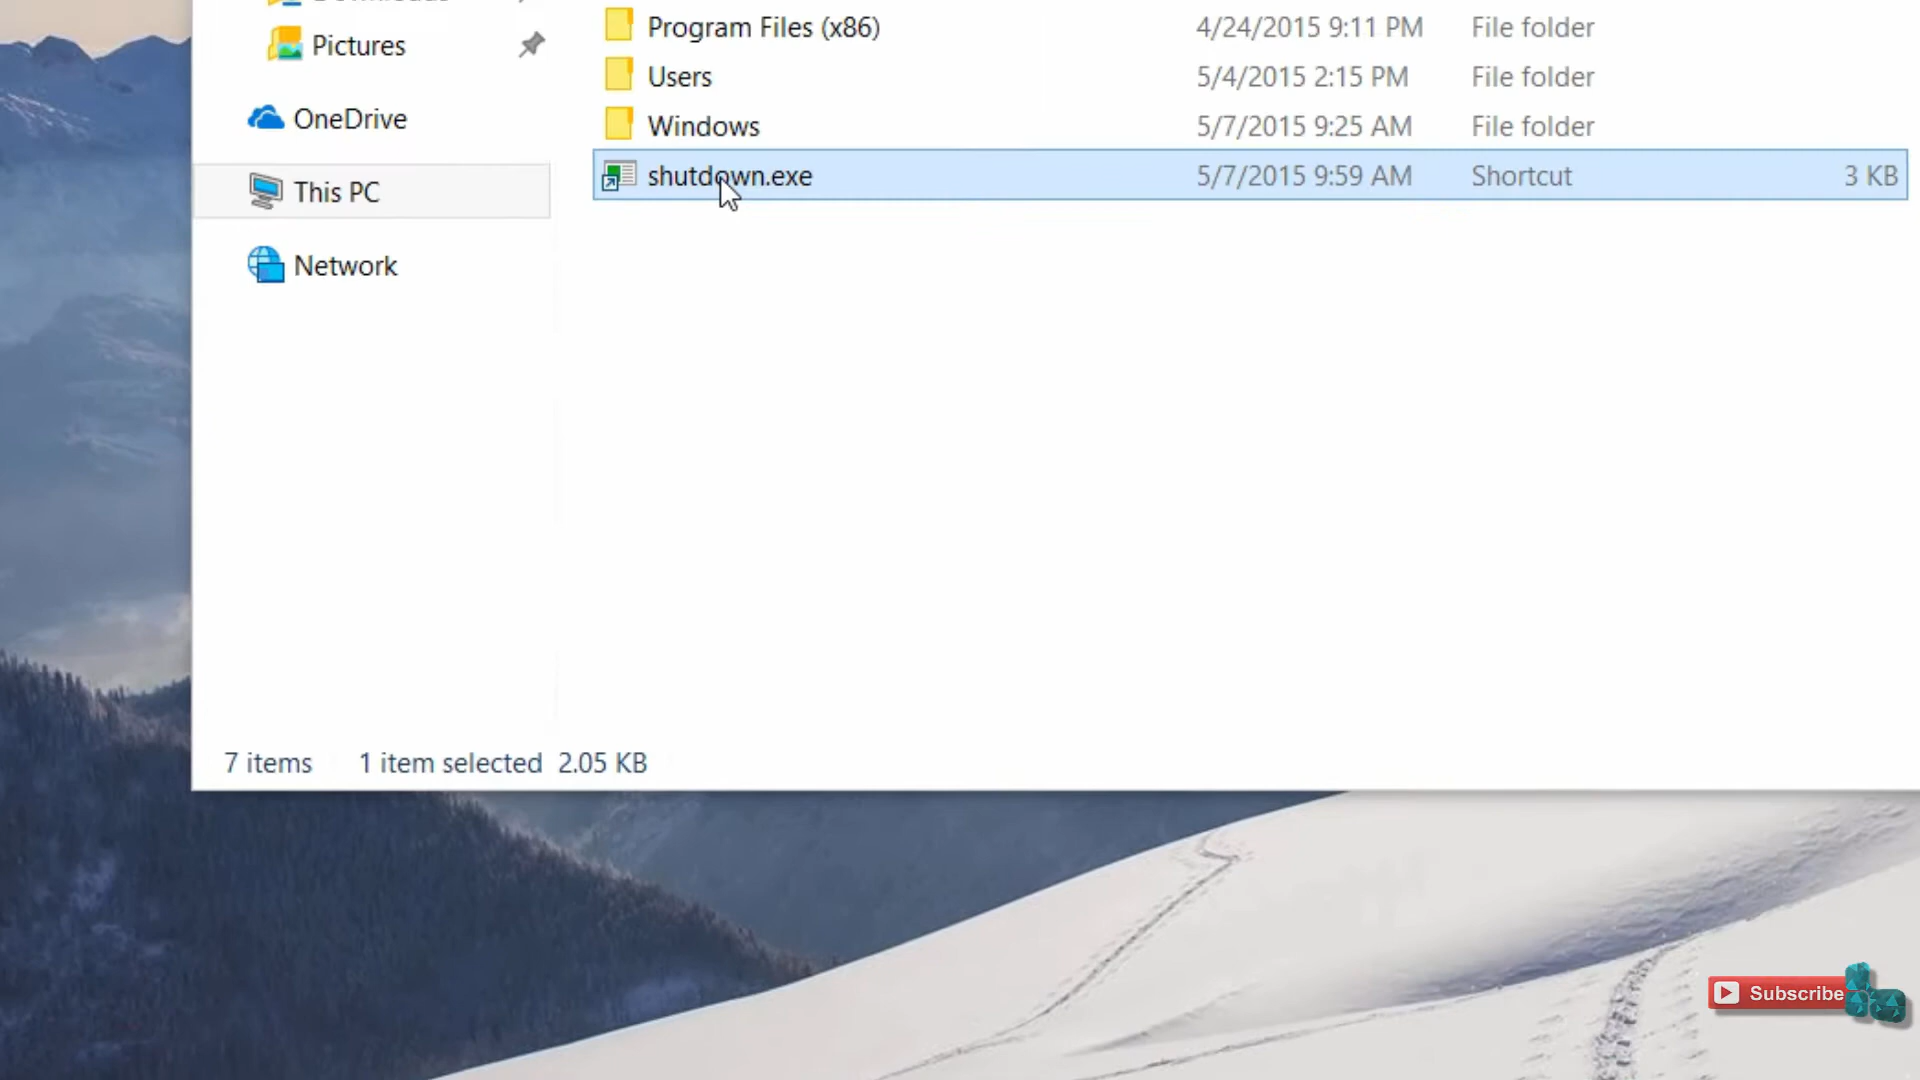 Downloads
Pictures
OneDrive
This PC
Network
Program Files (x86) 4/24/2015 9:11 PM File folder
Users 5/4/2015 2:15 PM File folder
Windows 5/7/2015 9:25 AM File folder
shutdown.exe 5/7/2015 9:59 AM Shortcut 3 KB
7 items 1 item selected 2.05 KB
Subscribe